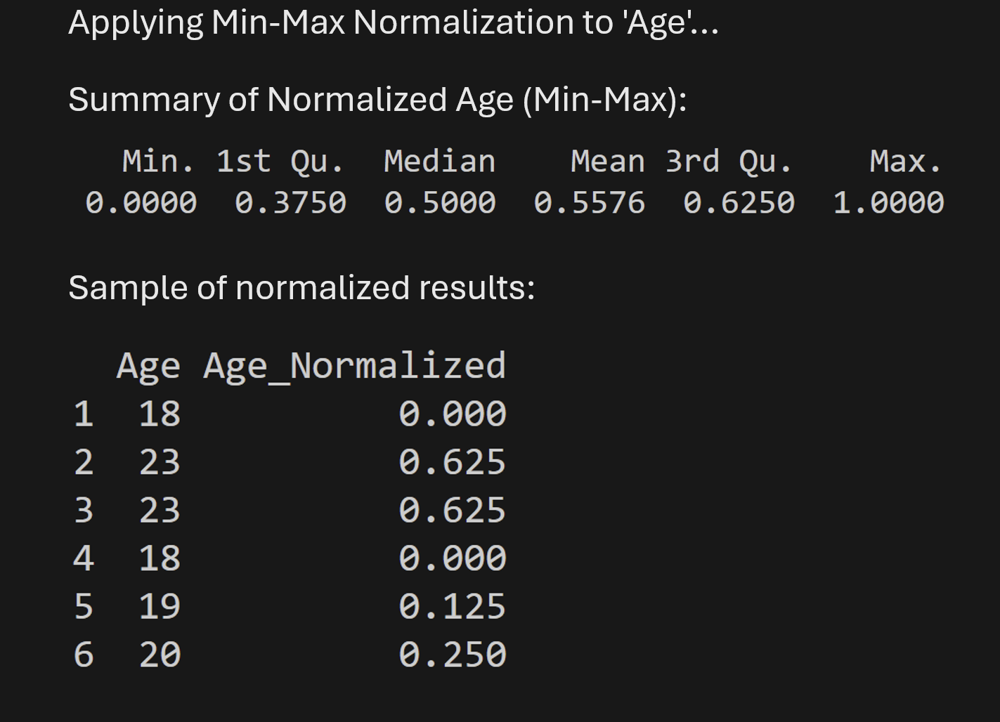 Applying Min-Max Normalization to 'Age'...
Summary of Normalized Age (Min-Max):
Min. 1st Qu. Median Mean 3rd Qu. Max.
0.0000 0.3750 0.5000 0.5576 0.6250 1.0000
Sample of normalized results:
Age Age_Normalized
1 18 0.000
2 23 0.625
3 23 0.625
4 18 0.000
5 19 0.125
6 20 0.250